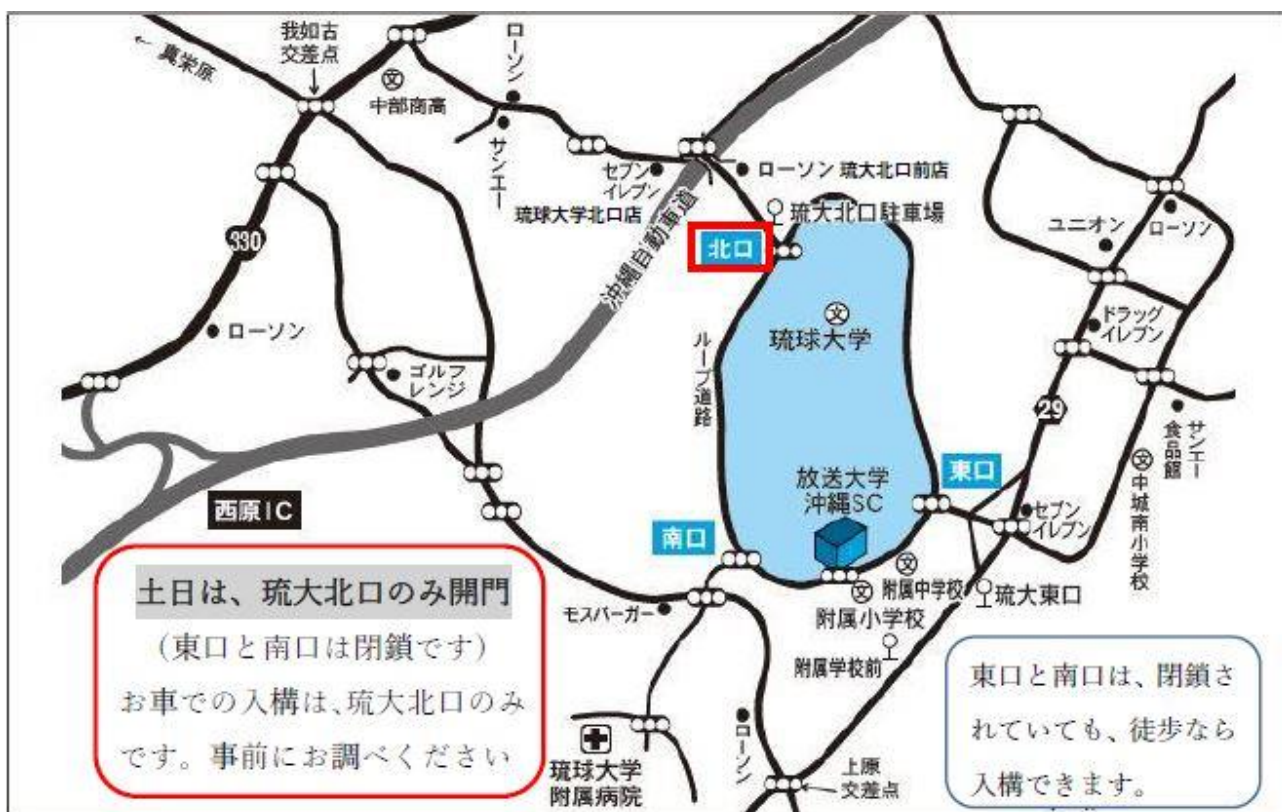 我如古
交差点
← 真栄原
文
中部商高
ローソン
サンエー
セブン
イレブン
琉球大学北口店
ローソン 琉大北口前店
琉大北口駐車場
北口
沖縄自動車道
330
ローソン
ゴルフ
レンジ
西原IC
ループ道路
文
琉球大学
放送大学
沖縄SC
東口
南口
ユニオン
ローソン
ドラッグ
イレブン
29
サンエー
食品館
文
中城南小学校
セブン
イレブン
文
附属中学校
文
附属小学校
琉大東口
附属学校前
モスバーガー
琉球大学
附属病院
ローソン
上原
交差点
土日は、琉大北口のみ開門
（東口と南口は閉鎖です）
お車での入構は、琉大北口のみ
です。事前にお調べください
東口と南口は、閉鎖さ
れていても、徒歩なら
入構できます。